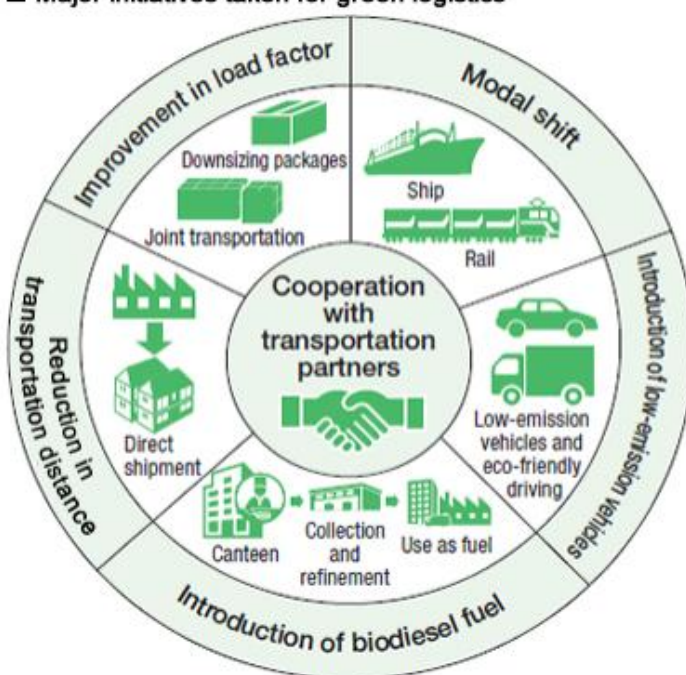 ■ Major initiatives taken for green logistics
Improvement in load factor
Downsizing packages
Joint transportation
Modal shift
Ship
Rail
Introduction of low-emission vehicles
Low-emission
vehicles and
eco-friendly
driving
Introduction of biodiesel fuel
Canteen
Collection
and
refinement
Use as fuel
Reduction in
transportation distance
Direct
shipment
Cooperation
with
transportation
partners